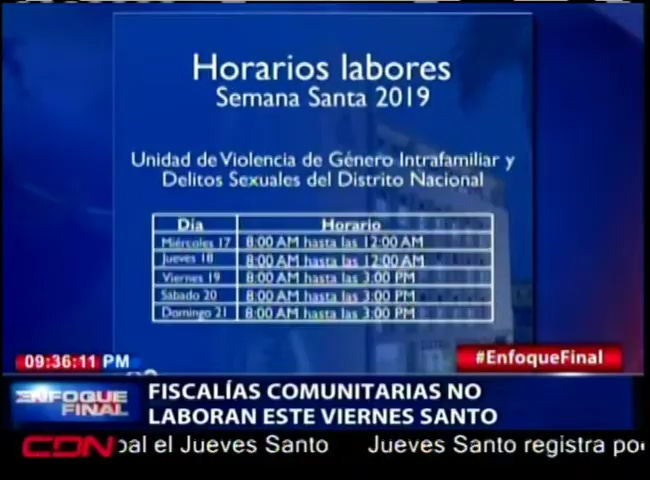 Horarios labores
Semana Santa 2019
Unidad de Violencia de Género Intrafamiliar y
Delitos Sexuales del Distrito Nacional
Día Horario
Miércoles 17 8:00 AM hasta las 12:00 AM
Jueves 18 8:00 AM hasta las 12:00 AM
Viernes 19 8:00 AM hasta las 3:00 PM
Sábado 20 8:00 AM hasta las 3:00 PM
Domingo 21 8:00 AM hasta las 3:00 PM
09:36:11 PM
#EnfoqueFinal
ENFOQUE
FINAL
FISCALÍAS COMUNITARIAS NO
LABORAN ESTE VIERNES SANTO
CDN pal el Jueves Santo Jueves Santo registra po